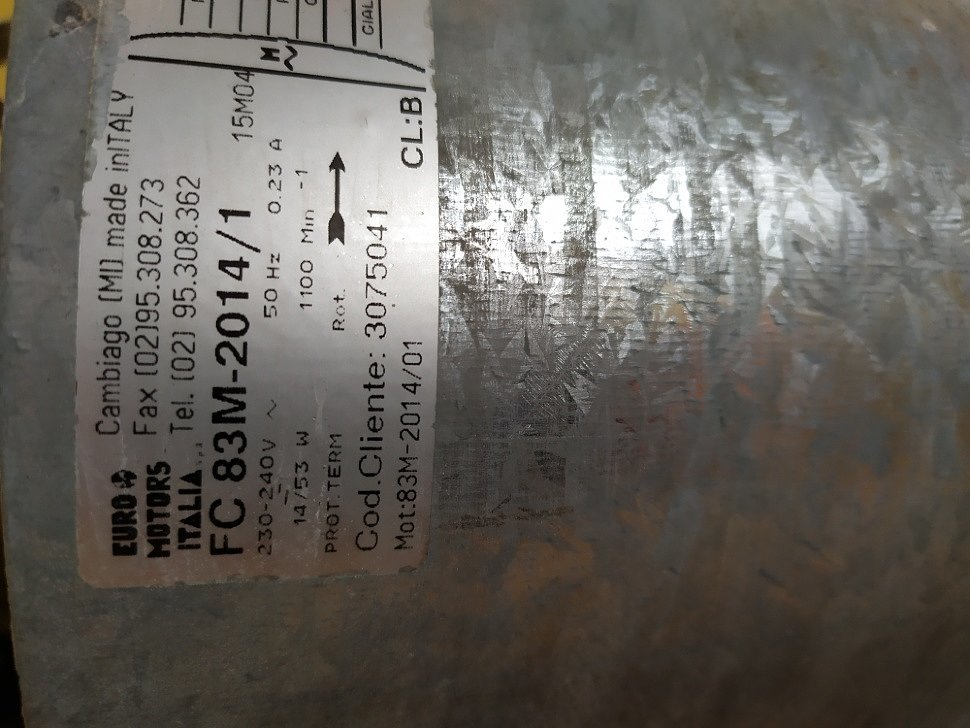 EURO MOTORS ITALIA
Cambiago (MI) made inITALY
Fax (02)95.308.273
Tel. (02) 95.308.362
FC 83M-2014/1 15M04
230-240V ~ 50 Hz 0.23 A
14/53 W 1100 Min -1
PROT.TERM Rot.
Cod.Cliente: 3075041
Mot:83M-2014/01 CL:B
M
~